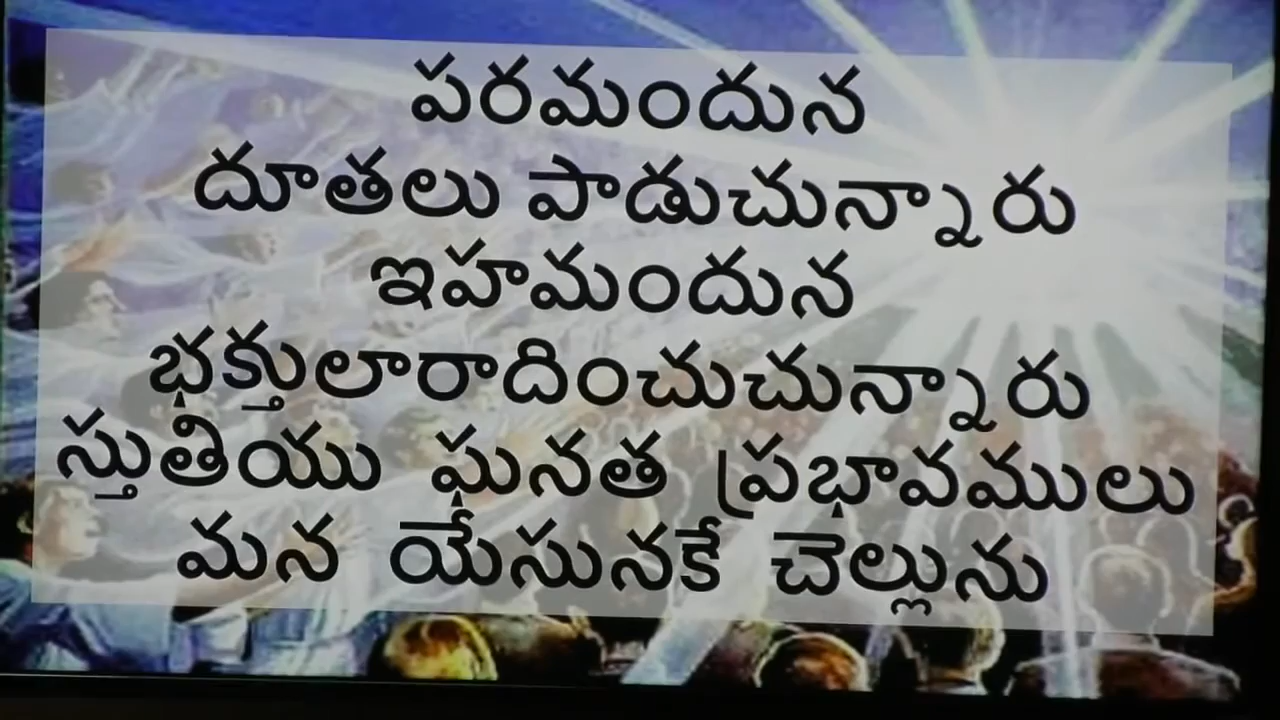 పరమందున
దూతలు పాడుచున్నారు
ఇహమందున
భక్తులారాదించుచున్నారు
స్తుతియు ఘనత ప్రభావములు
మన యేసునకే చెల్లును